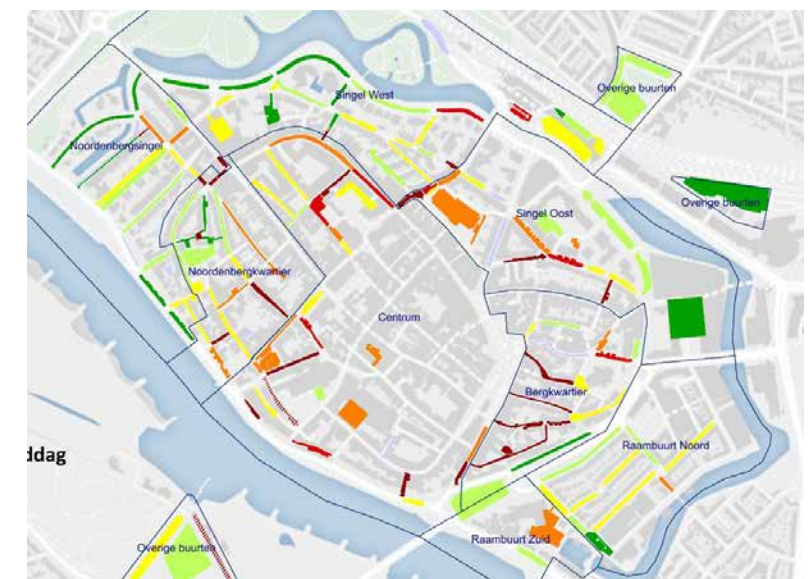 Overige buurten
Singel West
Noordenbergsingel
Overige buurten
Singel Oost
Noordenbergkwartier
Centrum
Bergkwartier
Raambuurt Noord
ddag
Raambuurt Zuid
Overige buurten